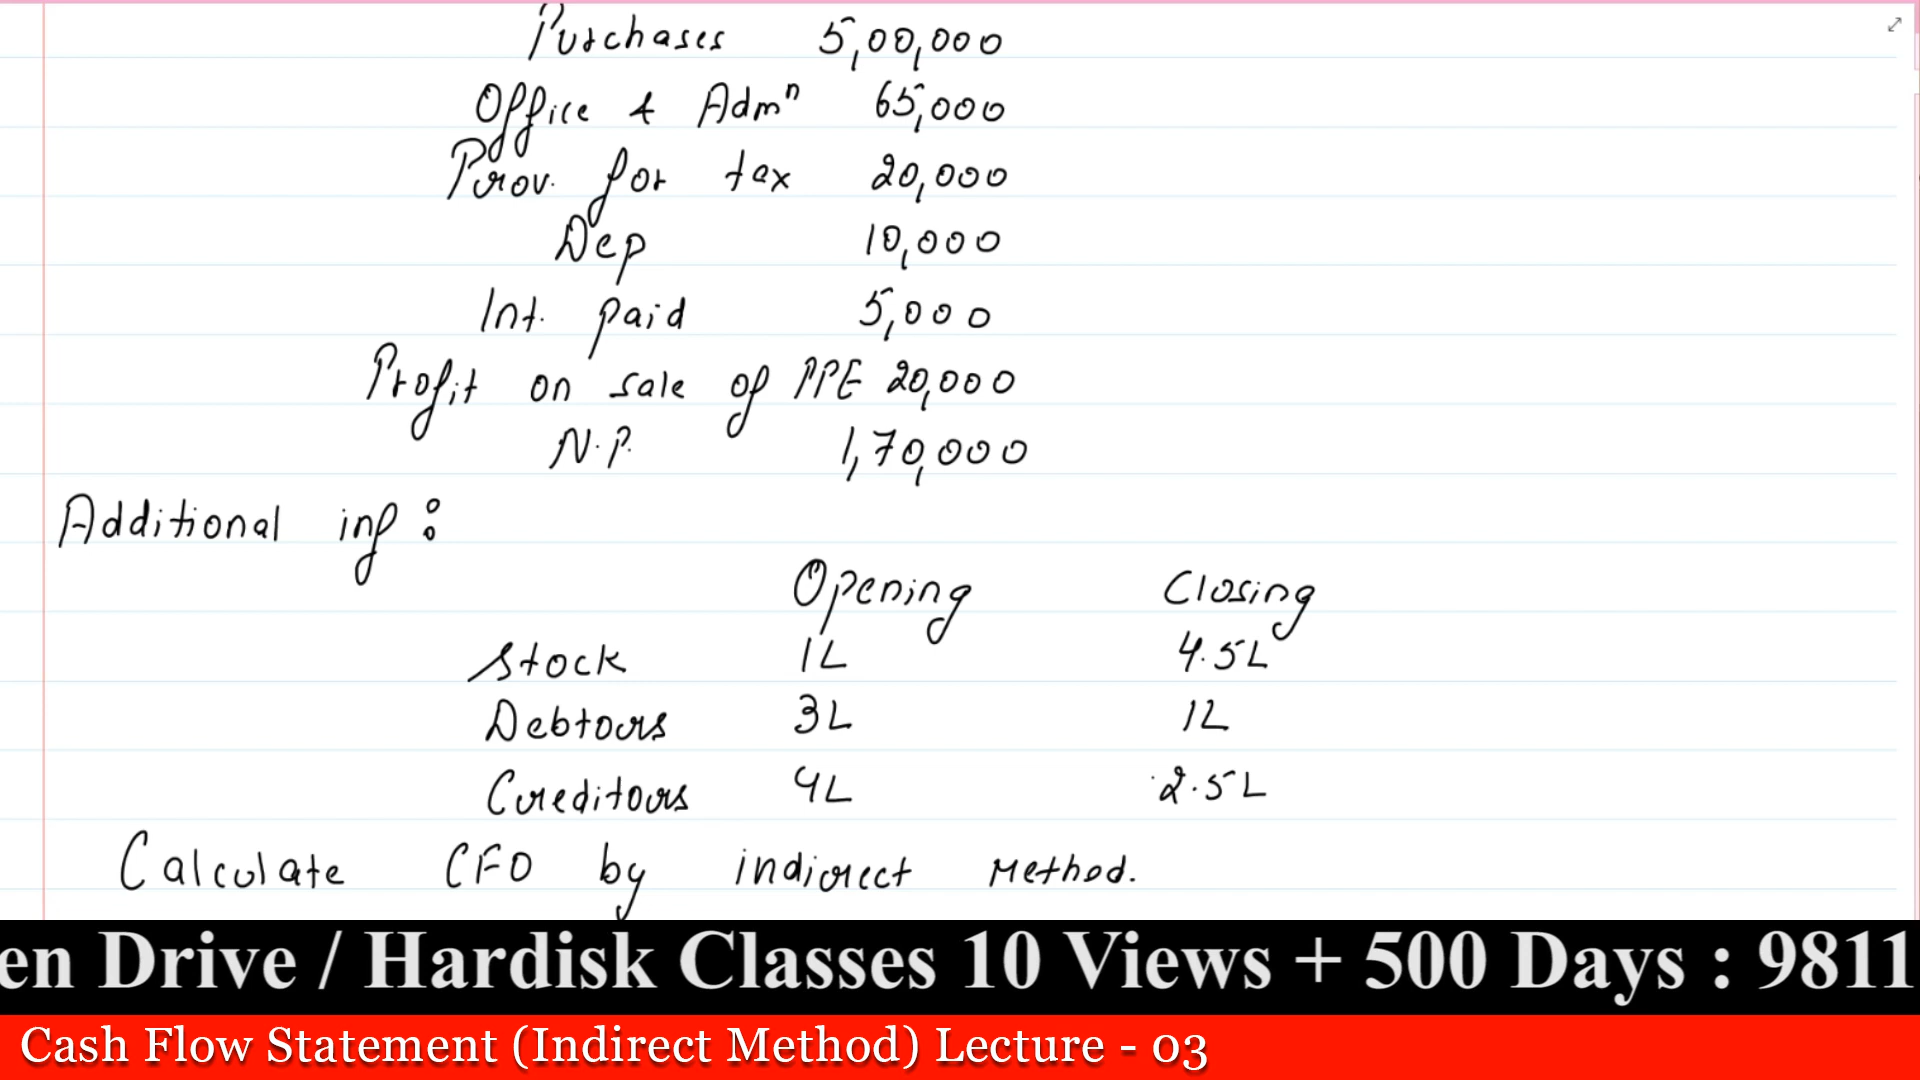 Purchases 5,00,000
Office & Admⁿ 65,000
Prov. for tax 20,000
Dep 10,000
Int. paid 5,000
Profit on sale of PPE 20,000
N.P. 1,70,000
Additional inf :
Opening Closing
Stock 1L 4.5L
Debtors 3L 1L
Creditors 4L 2.5L
Calculate CFO by indirect Method.
en Drive / Hardisk Classes 10 Views + 500 Days : 9811
Cash Flow Statement (Indirect Method) Lecture - 03